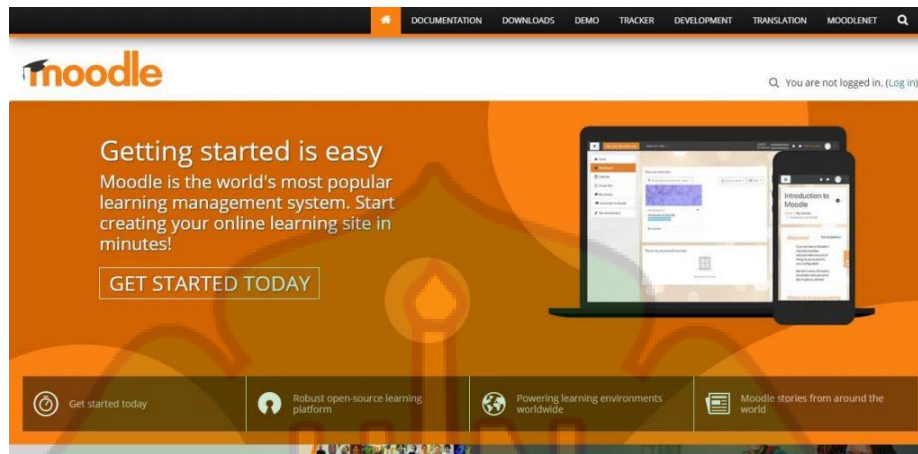 DOCUMENTATION DOWNLOADS DEMO TRACKER DEVELOPMENT TRANSLATION MOODLENET
moodle
You are not logged in. (Log in)
Getting started is easy
Moodle is the world's most popular
learning management system. Start
creating your online learning site in
minutes!
GET STARTED TODAY
Introduction to
Moodle
Get started today
Robust open-source learning
platform
Powering learning environments
worldwide
Moodle stories from around the
world